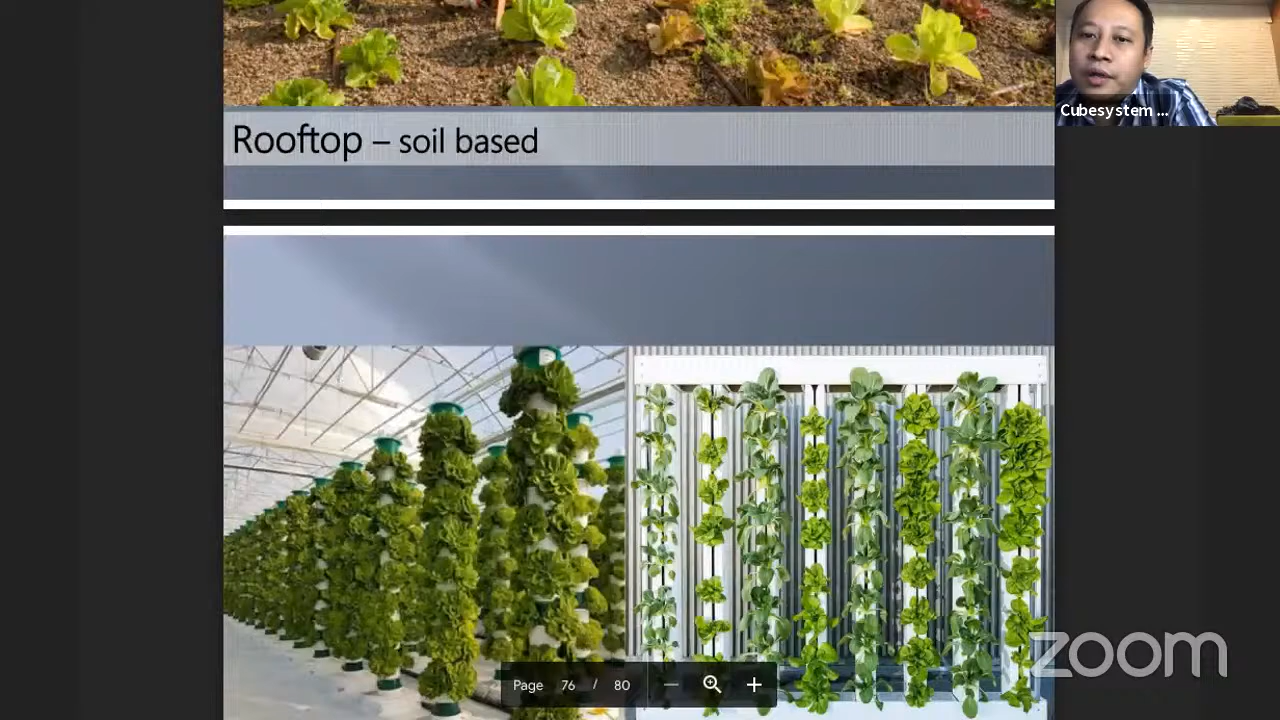 Cubesystem ...
Rooftop – soil based
Page 76 / 80
zoom